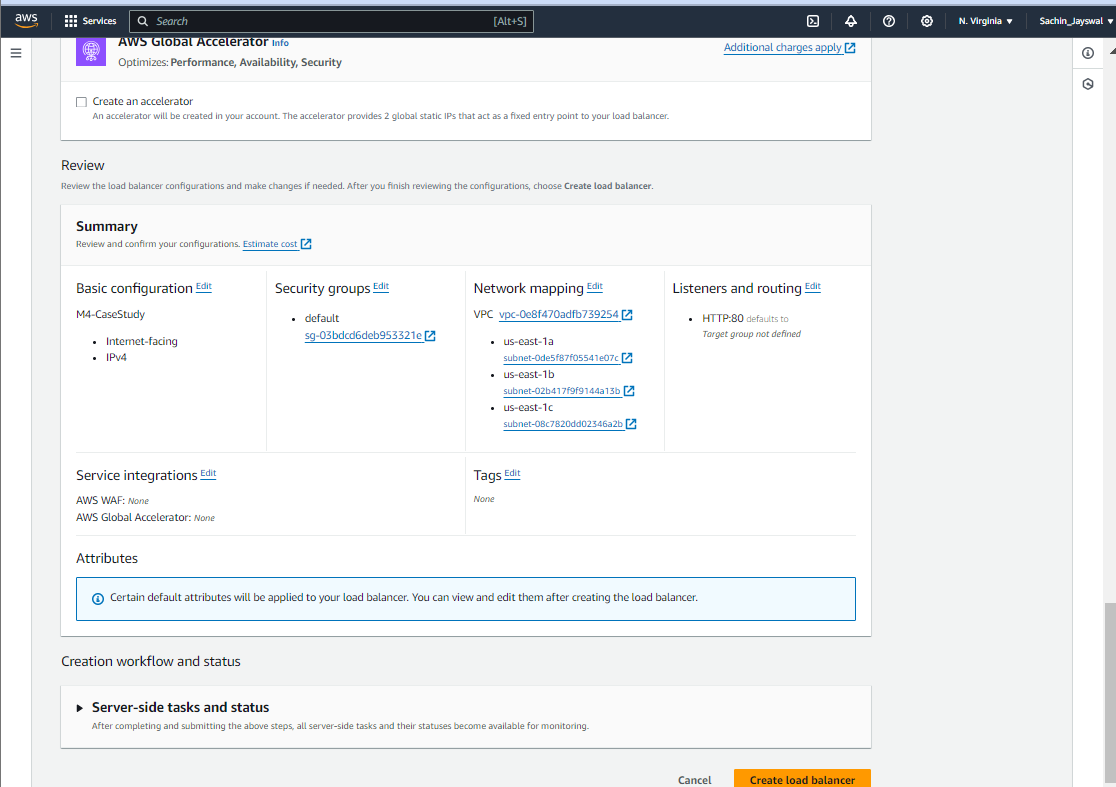 aws Services Search [Alt+S] N. Virginia Sachin_Jayswal
AWS Global Accelerator Info
Additional charges apply
Optimizes: Performance, Availability, Security
Create an accelerator
An accelerator will be created in your account. The accelerator provides 2 global static IPs that act as a fixed entry point to your load balancer.
Review
Review the load balancer configurations and make changes if needed. After you finish reviewing the configurations, choose Create load balancer.
Summary
Review and confirm your configurations. Estimate cost
Basic configuration Edit
M4-CaseStudy
Internet-facing
IPv4
Security groups Edit
default
sg-03bdcd6deb953321e
Network mapping Edit
VPC vpc-0e8f470adfb739254
us-east-1a
subnet-0de5f87f05541e07c
us-east-1b
subnet-02b417f9f9144a13b
us-east-1c
subnet-08c7820dd02346a2b
Listeners and routing Edit
HTTP:80 defaults to
Target group not defined
Service integrations Edit
AWS WAF: None
AWS Global Accelerator: None
Tags Edit
None
Attributes
Certain default attributes will be applied to your load balancer. You can view and edit them after creating the load balancer.
Creation workflow and status
Server-side tasks and status
After completing and submitting the above steps, all server-side tasks and their statuses become available for monitoring.
Cancel Create load balancer